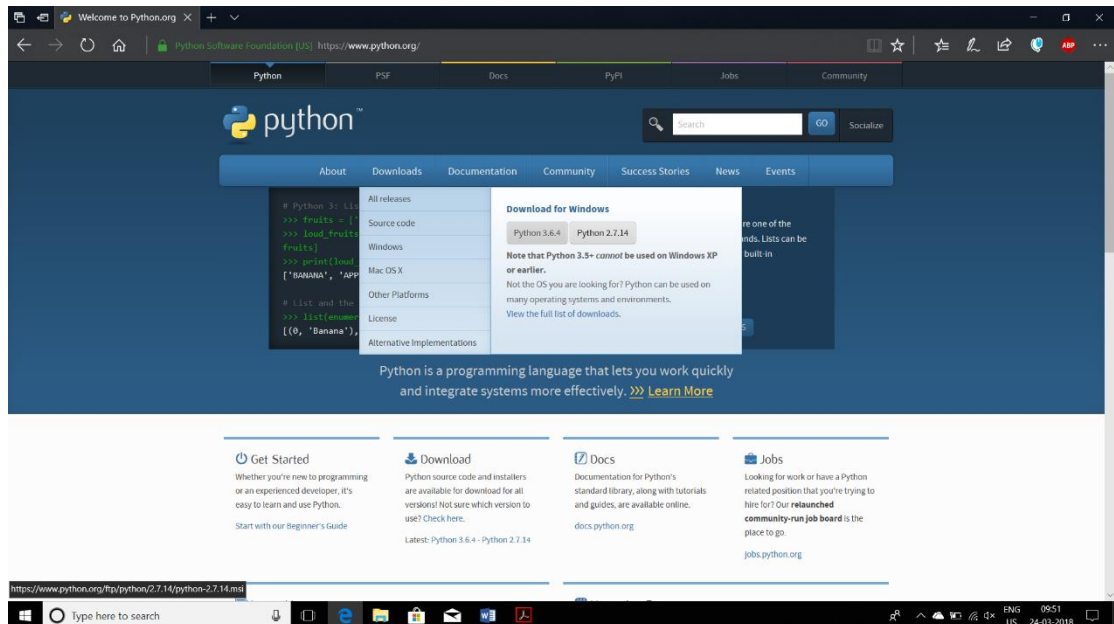 Welcome to Python.org
Python Software Foundation [US] https://www.python.org/
ABP
Python PSF Docs PyPI Jobs Community
python™
Search GO Socialize
About Downloads Documentation Community Success Stories News Events
# Python 3: Lis
>>> fruits = ['
>>> loud_fruits
fruits]
>>> print(loud_
['BANANA', 'APP
# List and the
>>> list(enumer
[(0, 'Banana'),
All releases
Source code
Windows
Mac OS X
Other Platforms
License
Alternative Implementations
Download for Windows
Python 3.6.4 Python 2.7.14
Note that Python 3.5+ cannot be used on Windows XP
or earlier.
Not the OS you are looking for? Python can be used on
many operating systems and environments.
View the full list of downloads.
re one of the
nds. Lists can be
built-in
Python is a programming language that lets you work quickly
and integrate systems more effectively. >>> Learn More
Get Started
Whether you're new to programming
or an experienced developer, it's
easy to learn and use Python.
Start with our Beginner's Guide
Download
Python source code and installers
are available for download for all
versions! Not sure which version to
use? Check here.
Latest: Python 3.6.4 - Python 2.7.14
Docs
Documentation for Python's
standard library, along with tutorials
and guides, are available online.
docs.python.org
Jobs
Looking for work or have a Python
related position that you're trying to
hire for? Our relaunched
community-run job board is the
place to go.
jobs.python.org
https://www.python.org/ftp/python/2.7.14/python-2.7.14.msi
Type here to search
ENG
US
09:51
24-03-2018